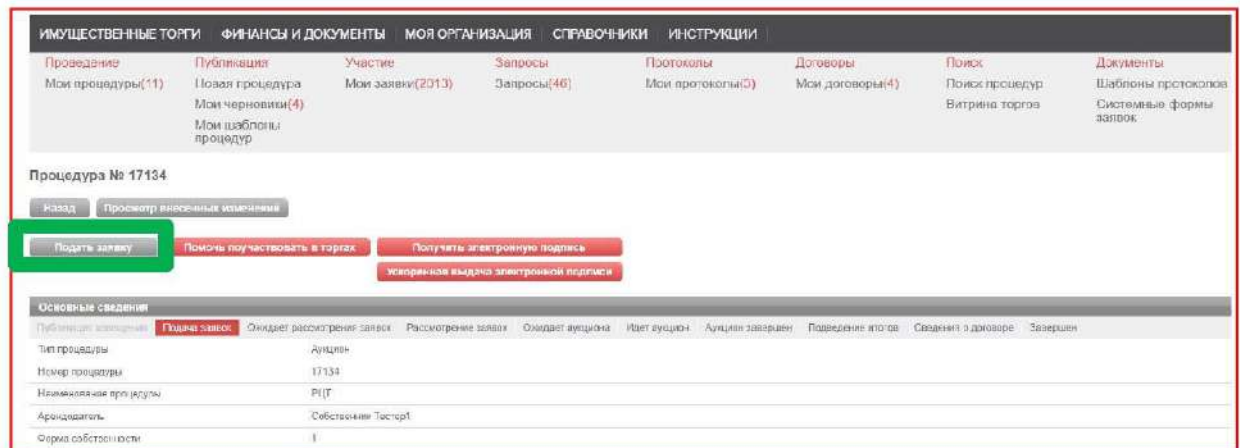 ИМУЩЕСТВЕННЫЕ ТОРГИ ФИНАНСЫ И ДОКУМЕНТЫ МОЯ ОРГАНИЗАЦИЯ СПРАВОЧНИКИ ИНСТРУКЦИИ
Проведение Публикация Участие Запросы Протоколы Договоры Поиск Документы
Мои процедуры(11) Новая процедура Мои заявки(2013) Запросы(46) Мои протоколы(5) Мои договоры(4) Поиск процедур Шаблоны протоколов
Мои черновики(4) Витрина торгов Системные формы
Мои шаблоны заявок
процедур
Процедура № 17134
Назад Просмотр внесенных изменений
Подать заявку Помочь поучаствовать в торгах Получить электронную подпись
Ускоренная выдача электронной подписи
Основные сведения
Публикация извещения Подача заявок Ожидает рассмотрения заявок Рассмотрение заявок Ожидает аукциона Идет аукцион Аукцион завершен Подведение итогов Сведения о договоре Завершен
Тип процедуры Аукцион
Номер процедуры 17134
Наименование процедуры РЦТ
Арендодатель Собственник Тестер1
Форма собственности 1